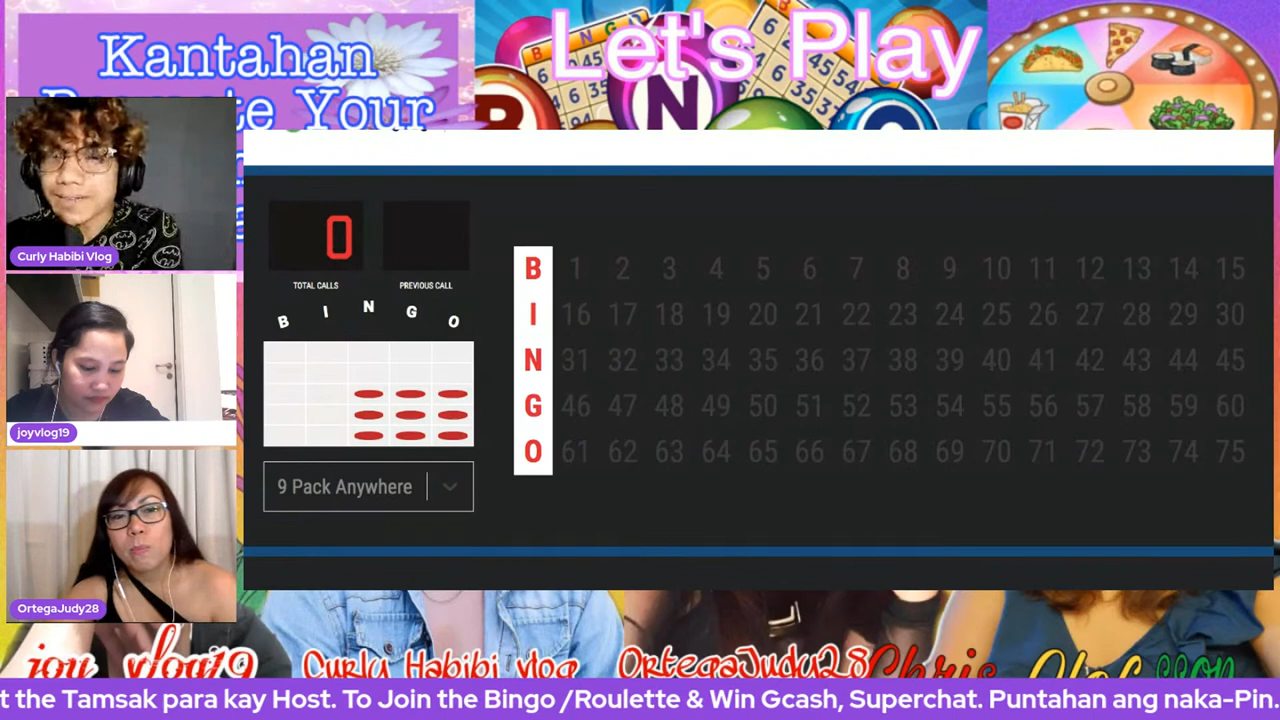 Kantahan
Your
Let's Play
B I N G O
N
Curly Habibi Vlog
joyvlog19
OrtegaJudy28
0
TOTAL CALLS
PREVIOUS CALL
B I N G O
9 Pack Anywhere
B 1 2 3 4 5 6 7 8 9 10 11 12 13 14 15
I 16 17 18 19 20 21 22 23 24 25 26 27 28 29 30
N 31 32 33 34 35 36 37 38 39 40 41 42 43 44 45
G 46 47 48 49 50 51 52 53 54 55 56 57 58 59 60
O 61 62 63 64 65 66 67 68 69 70 71 72 73 74 75
joy vlog19
Curly Habibi vlog
OrtegaJudy28
Chris
t the Tamsak para kay Host. To Join the Bingo /Roulette & Win Gcash, Superchat. Puntahan ang naka-Pin.